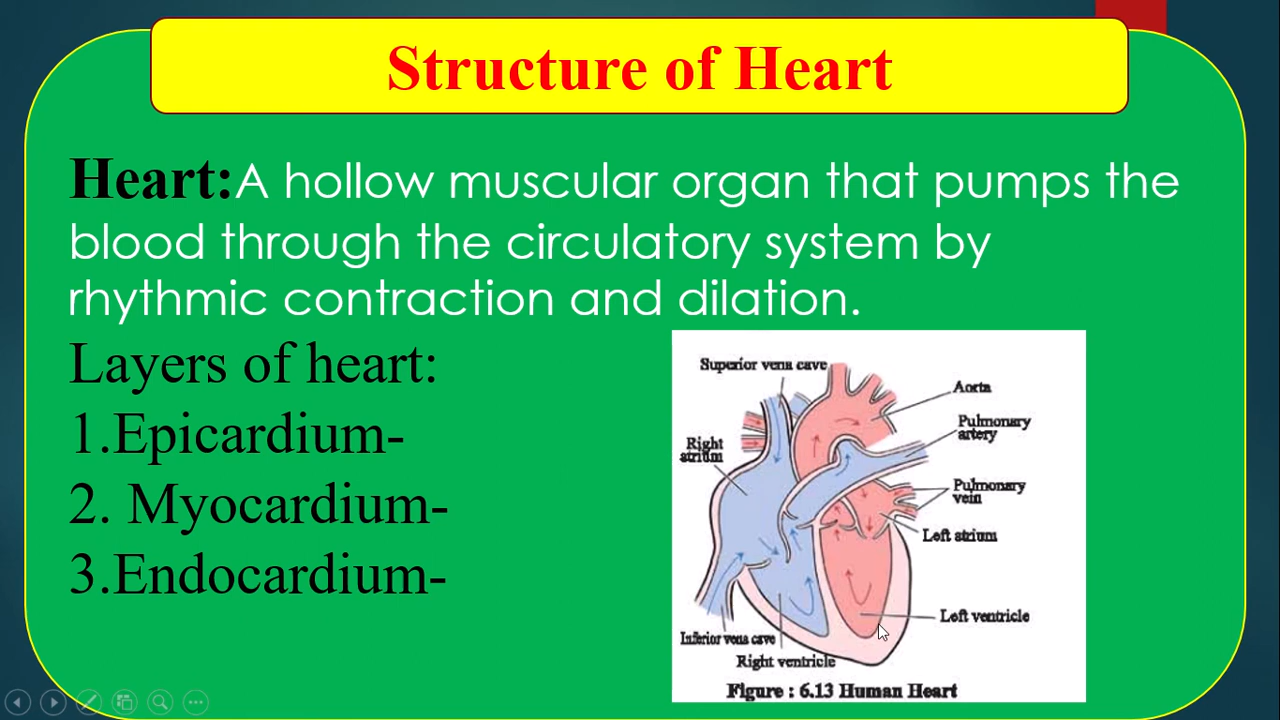 Structure of Heart
Heart:A hollow muscular organ that pumps the
blood through the circulatory system by
rhythmic contraction and dilation.
Layers of heart:
1.Epicardium-
2. Myocardium-
3.Endocardium-
Superior vena cave
Aorta
Pulmonary
artery
Right
atrium
Pulmonary
vein
Left atrium
Left ventricle
Inferior vena cave
Right ventricle
Figure : 6.13 Human Heart